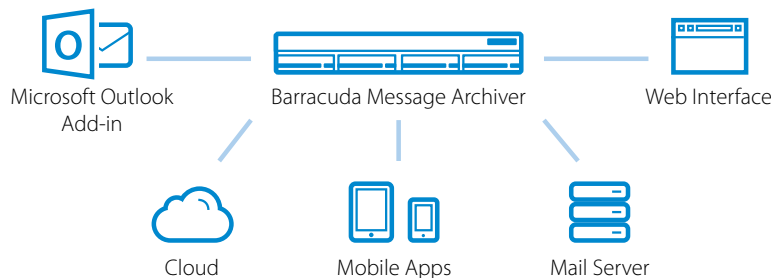 O
Microsoft Outlook
Add-in
Barracuda Message Archiver
Web Interface
Cloud
Mobile Apps
Mail Server